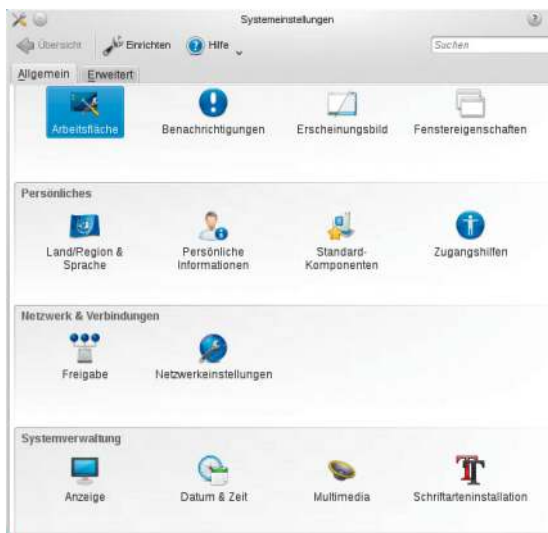 Systemeinstellungen
Übersicht Einrichten Hilfe Suchen
Allgemein Erweitert
Arbeitsfläche Benachrichtigungen Erscheinungsbild Fenstereigenschaften
Persönliches
Land/Region & Persönliche Standard- Zugangshilfen
Sprache Informationen Komponenten
Netzwerk & Verbindungen
Freigabe Netzwerkeinstellungen
Systemverwaltung
Anzeige Datum & Zeit Multimedia Schriftarteninstallation